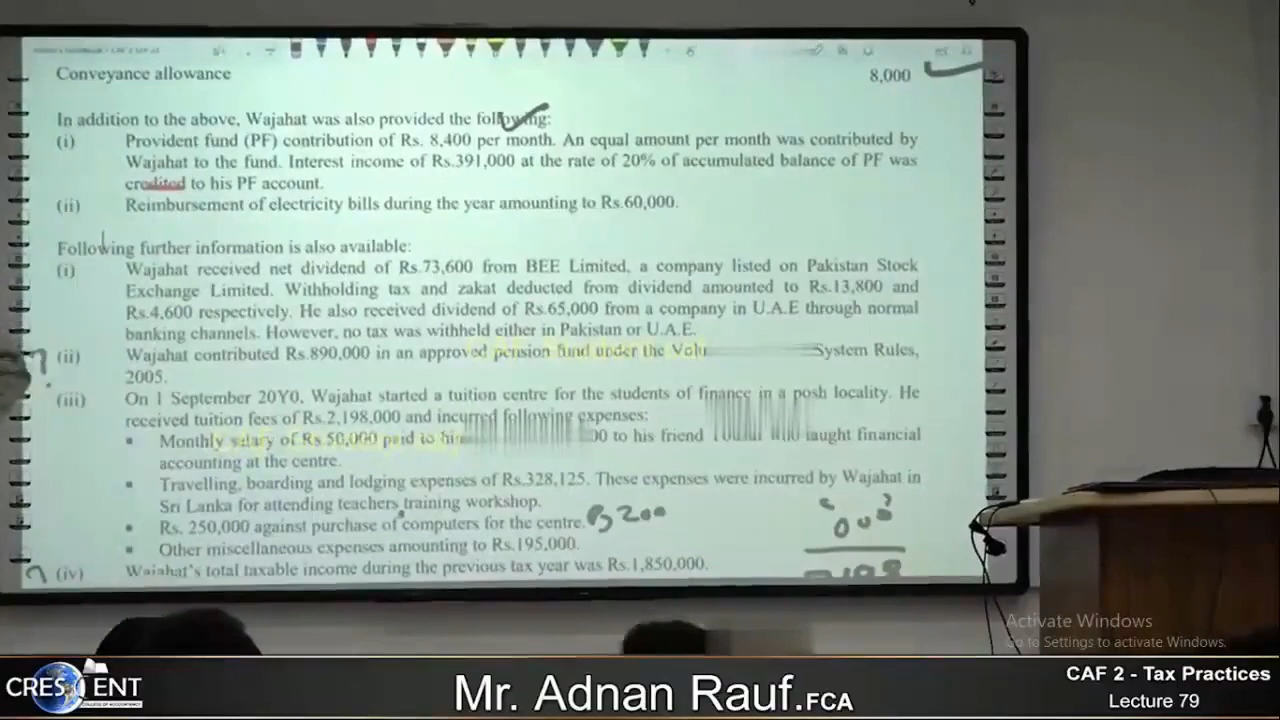 Conveyance allowance 8,000
In addition to the above, Wajahat was also provided the following:
(i) Provident fund (PF) contribution of Rs. 8,400 per month. An equal amount per month was contributed by
Wajahat to the fund. Interest income of Rs.391,000 at the rate of 20% of accumulated balance of PF was
credited to his PF account.
(ii) Reimbursement of electricity bills during the year amounting to Rs.60,000.
Following further information is also available:
(i) Wajahat received net dividend of Rs.73,600 from BEE Limited, a company listed on Pakistan Stock
Exchange Limited. Withholding tax and zakat deducted from dividend amounted to Rs.13,800 and
Rs.4,600 respectively. He also received dividend of Rs.65,000 from a company in U.A.E through normal
banking channels. However, no tax was withheld either in Pakistan or U.A.E.
(ii) Wajahat contributed Rs.890,000 in an approved pension fund under the System Rules,
2005.
(iii) On 1 September 20Y0, Wajahat started a tuition centre for the students of finance in a posh locality. He
received tuition fees of Rs.2,198,000 and incurred following expenses:
▪ Monthly salary of Rs.50,000 paid to to his friend taught financial
accounting at the centre.
▪ Travelling, boarding and lodging expenses of Rs.328,125. These expenses were incurred by Wajahat in
Sri Lanka for attending teachers training workshop.
▪ Rs. 250,000 against purchase of computers for the centre.
▪ Other miscellaneous expenses amounting to Rs.195,000.
(iv) Wajahat's total taxable income during the previous tax year was Rs.1,850,000.
Activate Windows
Go to Settings to activate Windows.
CRESCENT
COLLEGE OF ACCOUNTANCY
Mr. Adnan Rauf.FCA
CAF 2 - Tax Practices
Lecture 79